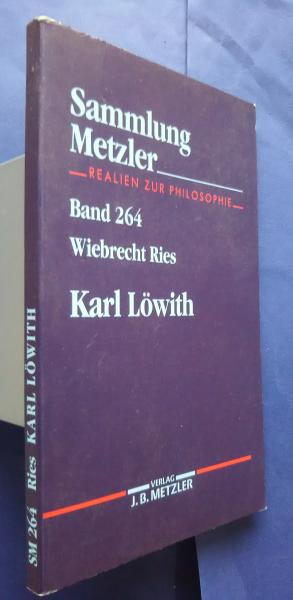 Sammlung
Metzler
REALIEN ZUR PHILOSOPHIE
Band 264
Wiebrecht Ries
Karl Löwith
VERLAG
J.B. METZLER
SM 264 Ries KARL LÖWITH